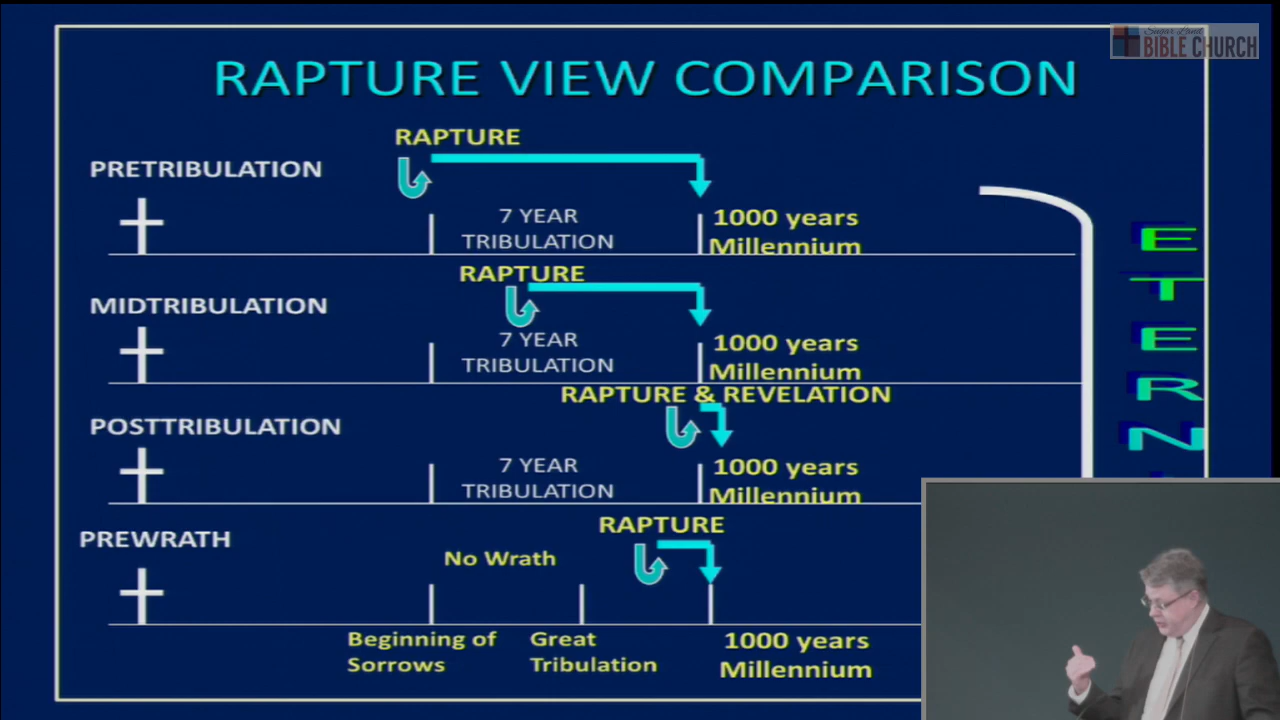 Sugar Land
BIBLE CHURCH
RAPTURE VIEW COMPARISON
RAPTURE
PRETRIBULATION
7 YEAR
TRIBULATION
1000 years
Millennium
RAPTURE
MIDTRIBULATION
7 YEAR
TRIBULATION
1000 years
Millennium
RAPTURE & REVELATION
POSTTRIBULATION
7 YEAR
TRIBULATION
1000 years
Millennium
RAPTURE
PREWRATH
No Wrath
Beginning of
Sorrows
Great
Tribulation
1000 years
Millennium
E
T
E
R
N